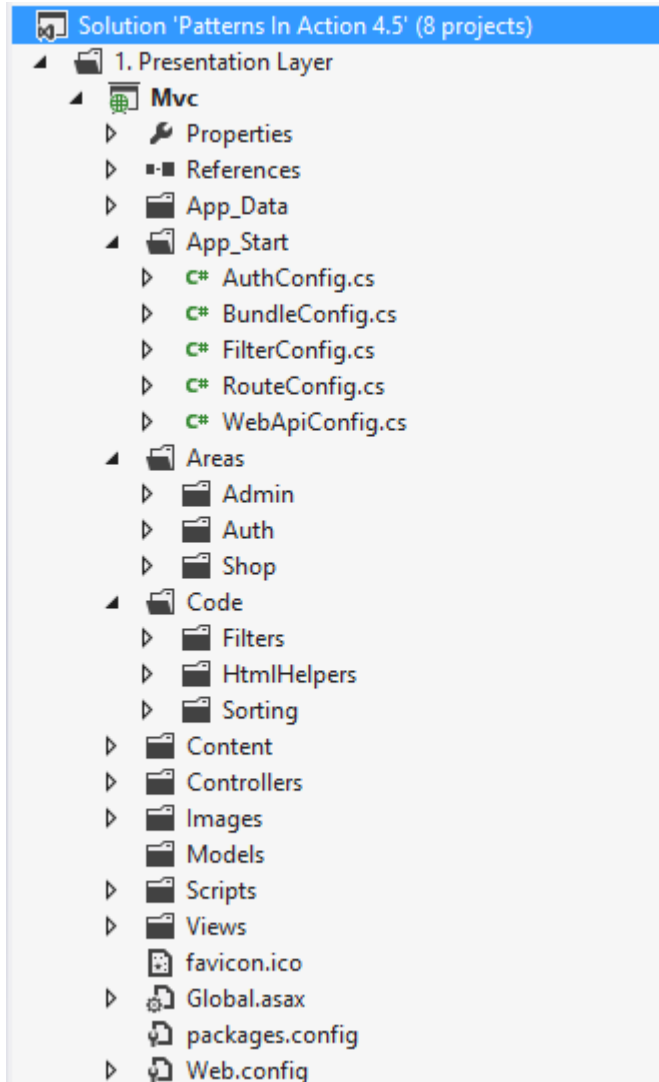 Solution 'Patterns In Action 4.5' (8 projects)
1. Presentation Layer
Mvc
Properties
References
App_Data
App_Start
C# AuthConfig.cs
C# BundleConfig.cs
C# FilterConfig.cs
C# RouteConfig.cs
C# WebApiConfig.cs
Areas
Admin
Auth
Shop
Code
Filters
HtmlHelpers
Sorting
Content
Controllers
Images
Models
Scripts
Views
favicon.ico
Global.asax
packages.config
Web.config